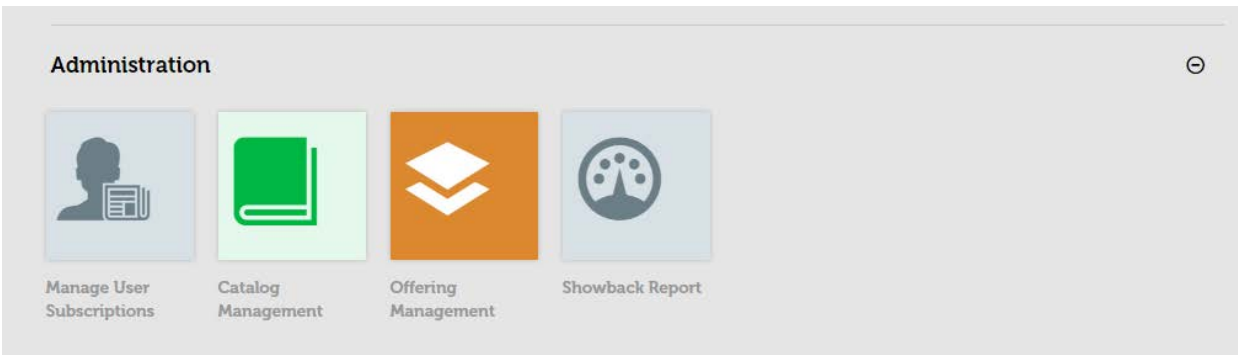 Administration
Manage User
Subscriptions
Catalog
Management
Offering
Management
Showback Report